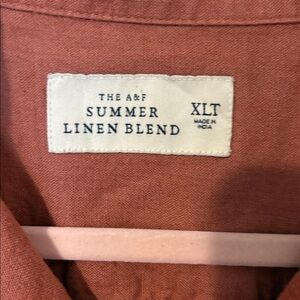 THE A&F
SUMMER
LINEN BLEND
XLT
MADE IN
INDIA